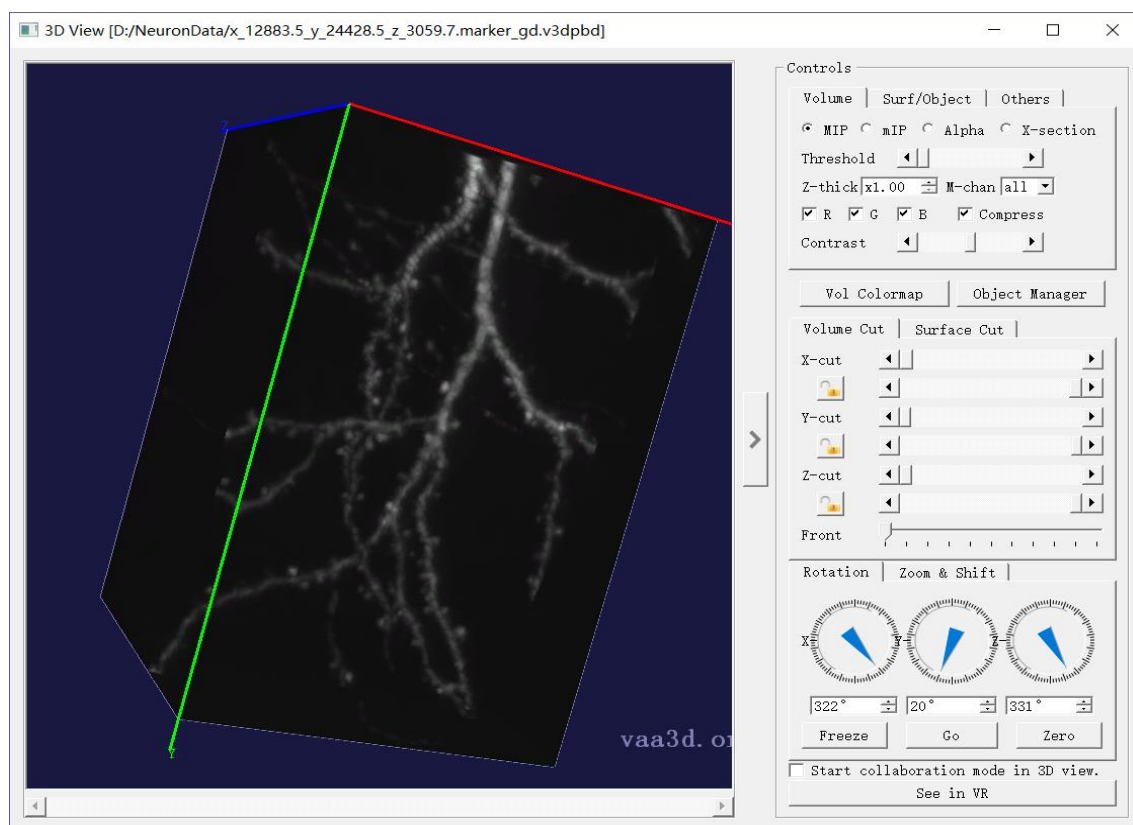 3D View [D:/NeuronData/x_12883.5_y_24428.5_z_3059.7.marker_gd.v3dpbd]
Controls
Volume Surf/Object Others
MIP mIP Alpha X-section
Threshold
Z-thick x1.00 M-chan all
R G B Compress
Contrast
Vol Colormap Object Manager
Volume Cut Surface Cut
X-cut
Y-cut
Z-cut
Front
Rotation Zoom & Shift
X Y Z
322° 20° 331°
Freeze Go Zero
Start collaboration mode in 3D view.
See in VR
Z
Y
vaa3d.or